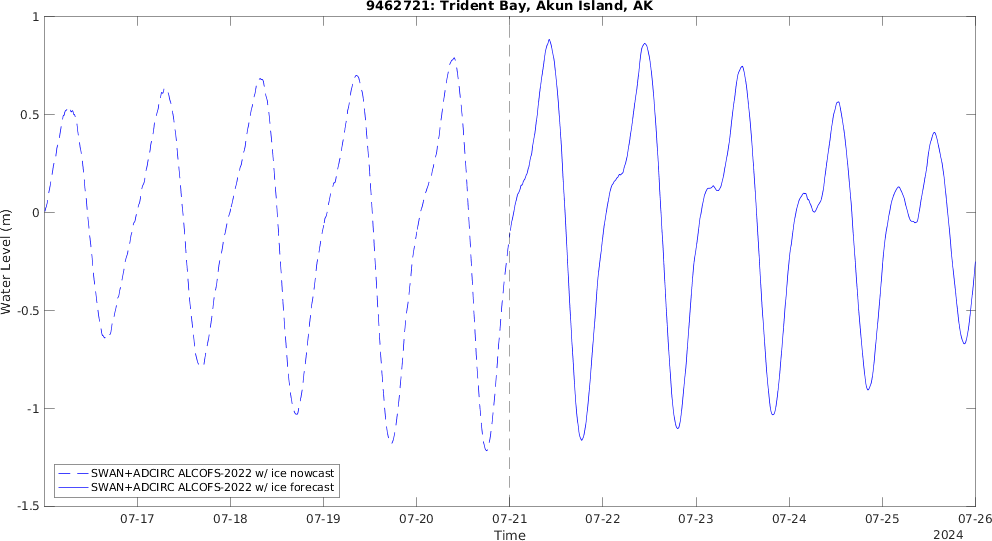 9462721: Trident Bay, Akun Island, AK
1
0.5
0
-0.5
-1
-1.5
Water Level (m)
SWAN+ADCIRC ALCOFS-2022 w/ ice nowcast
SWAN+ADCIRC ALCOFS-2022 w/ ice forecast
07-17 07-18 07-19 07-20 07-21 07-22 07-23 07-24 07-25 07-26
Time
2024